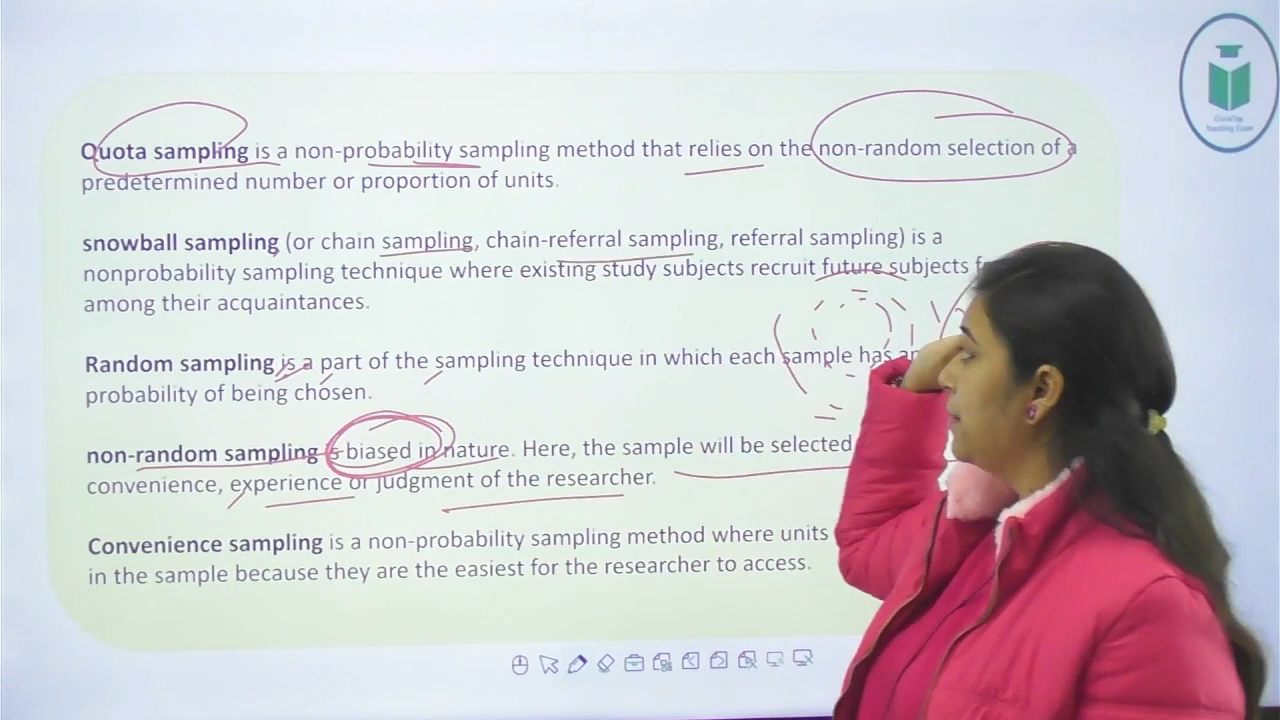 Quota sampling is a non-probability sampling method that relies on the non-random selection of a
predetermined number or proportion of units.
snowball sampling (or chain sampling, chain-referral sampling, referral sampling) is a
nonprobability sampling technique where existing study subjects recruit future subjects
among their acquaintances.
Random sampling is a part of the sampling technique in which each sample has
probability of being chosen.
non-random sampling is biased in nature. Here, the sample will be selected
convenience, experience or judgment of the researcher.
Convenience sampling is a non-probability sampling method where units
in the sample because they are the easiest for the researcher to access.
Teaching Exam